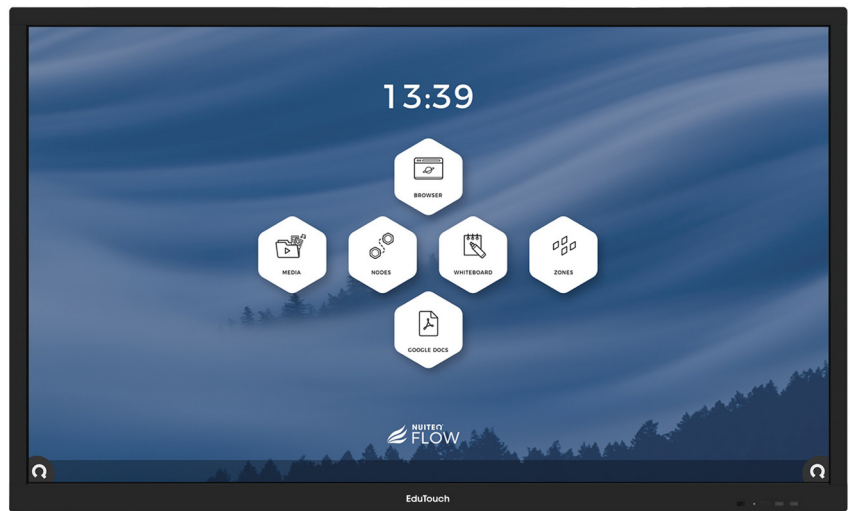 13:39
BROWSER
MEDIA
NODES
WHITEBOARD
ZONES
GOOGLE DOCS
NUITEQ
FLOW
EduTouch